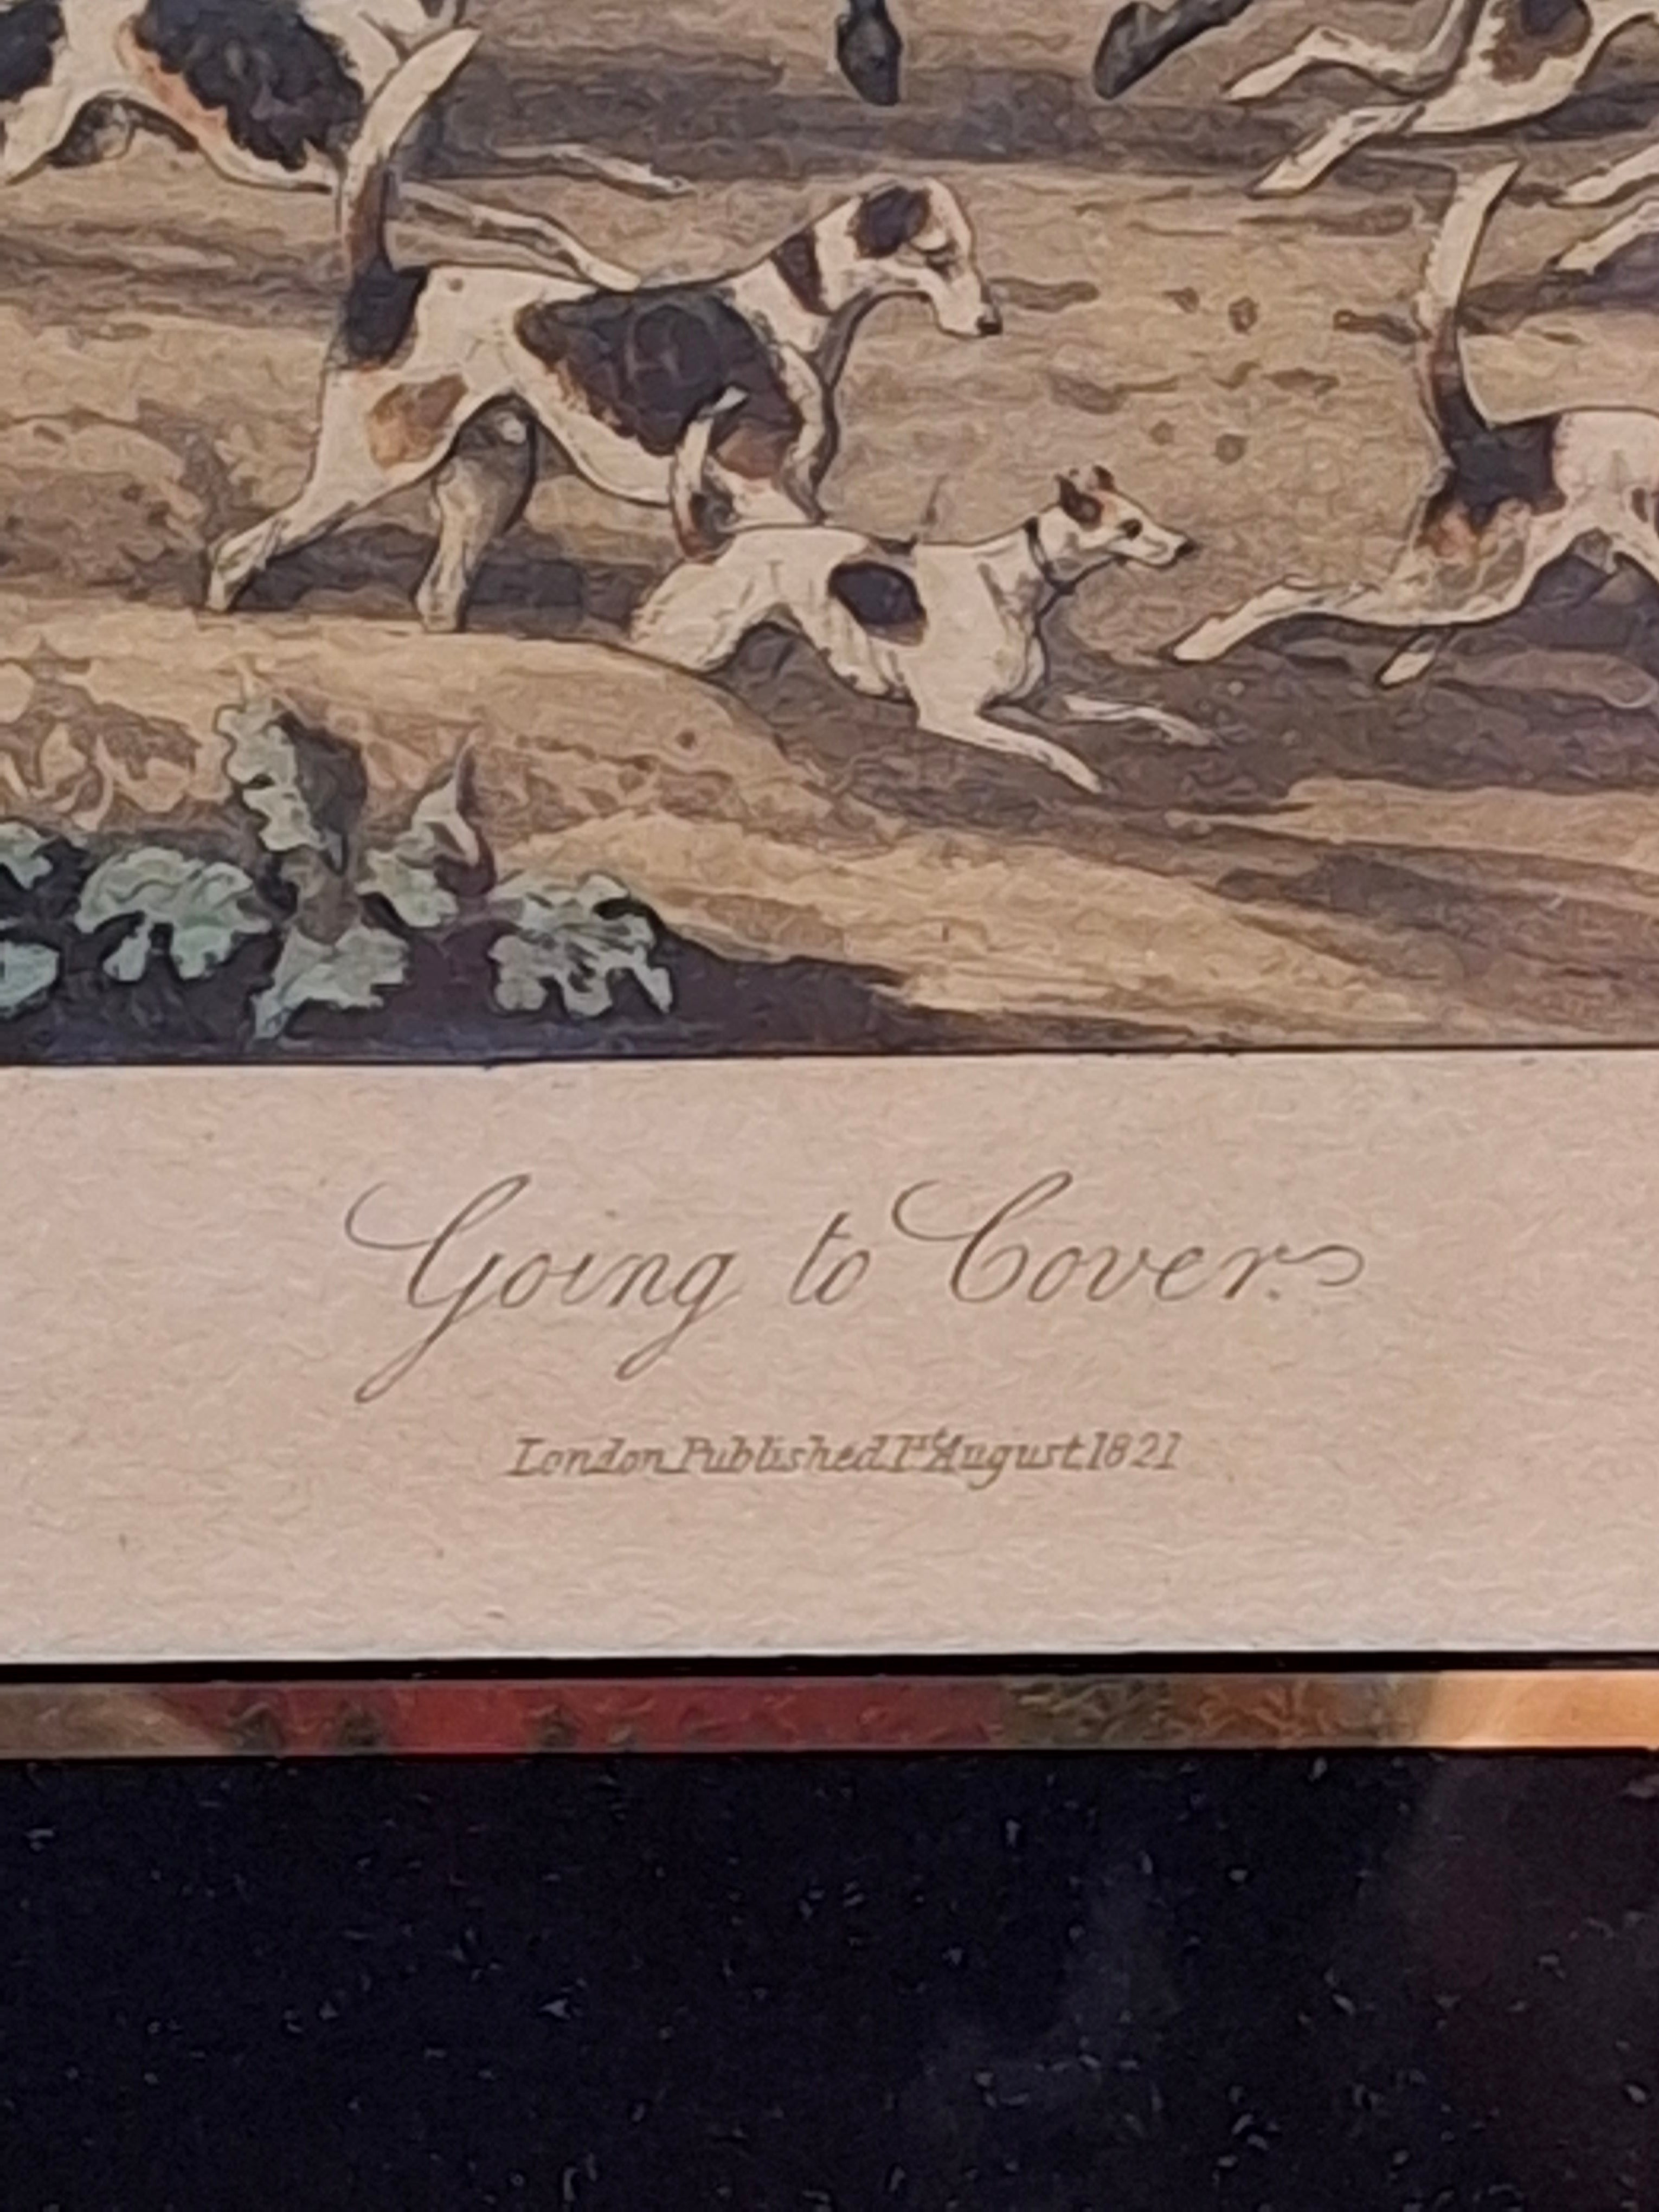 Going to Cover.
London Published 1st August 1821